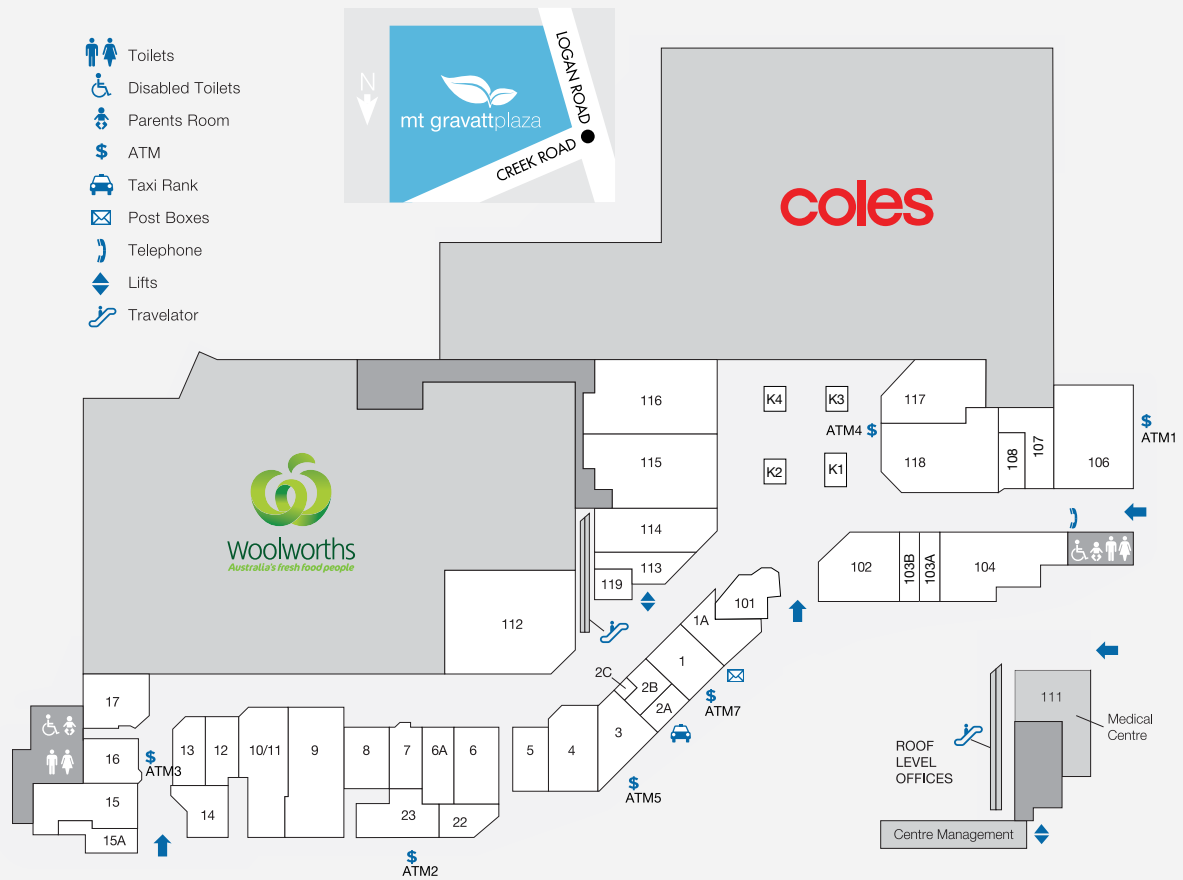 Toilets
Disabled Toilets
Parents Room
$ ATM
Taxi Rank
Post Boxes
Telephone
Lifts
Travelator
N
mt gravattplaza
LOGAN ROAD
CREEK ROAD
coles
woolworths
Australia's fresh food people
116
115
114
113
119
112
K4
K3
K2
K1
ATM4 $
117
118
108
107
106
$
ATM1
102
103B
103A
104
101
1A
1
2C
2B
2A
3
$
ATM7
$
ATM5
17
16
$
ATM3
15
15A
13
12
10/11
9
8
7
6A
6
5
4
14
23
22
$
ATM2
111
Medical
Centre
ROOF
LEVEL
OFFICES
Centre Management